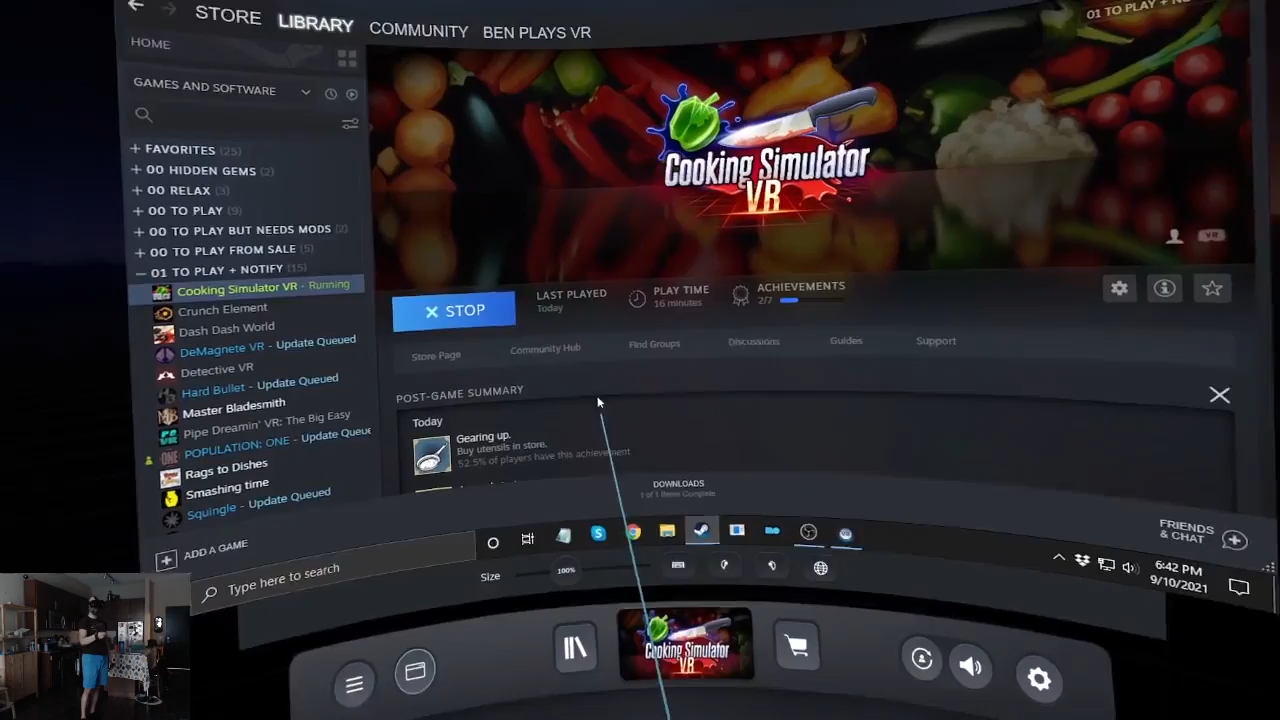 STORE LIBRARY COMMUNITY BEN PLAYS VR
01 TO PLAY + NO
HOME
GAMES AND SOFTWARE
+ FAVORITES (25)
+ 00 HIDDEN GEMS (2)
+ 00 RELAX (3)
+ 00 TO PLAY (9)
+ 00 TO PLAY BUT NEEDS MODS (2)
+ 00 TO PLAY FROM SALE (5)
— 01 TO PLAY + NOTIFY (15)
Cooking Simulator VR - Running
Crunch Element
Dash Dash World
DeMagnete VR - Update Queued
Detective VR
Hard Bullet - Update Queued
Master Bladesmith
Pipe Dreamin' VR: The Big Easy
POPULATION: ONE - Update Queue
Rags to Dishes
Smashing time
Squingle - Update Queued
ADD A GAME
Cooking Simulator
VR
VR
STOP
LAST PLAYED
Today
PLAY TIME
16 minutes
ACHIEVEMENTS
2/7
Store Page
Community Hub
Find Groups
Discussions
Guides
Support
POST-GAME SUMMARY
Today
Gearing up.
Buy utensils in store.
52.5% of players have this achievement
DOWNLOADS
1 of 1 Items Complete
FRIENDS
& CHAT
Type here to search
6:42 PM
9/10/2021
Size
100%
Cooking Simulator
VR